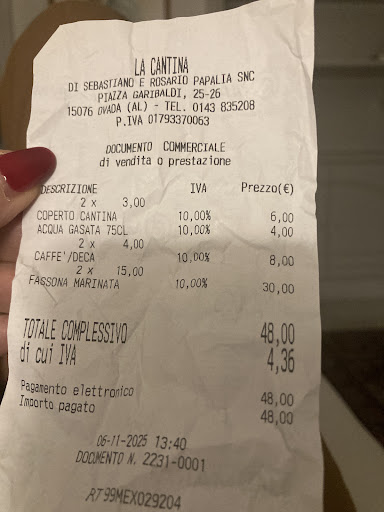 LA CANTINA
DI SEBASTIANO E ROSARIO PAPALIA SNC
PIAZZA GARIBALDI, 25-26
15076 OVADA (AL) - TEL. 0143 835208
P.IVA 01793370063
DOCUMENTO COMMERCIALE
di vendita o prestazione
DESCRIZIONE IVA Prezzo(€)
2 x 3,00
COPERTO CANTINA 10,00% 6,00
ACQUA GASATA 75CL 10,00% 4,00
2 x 4,00
CAFFE'/DECA 10,00% 8,00
2 x 15,00
FASSONA MARINATA 10,00% 30,00
TOTALE COMPLESSIVO 48,00
di cui IVA 4,36
Pagamento elettronico 48,00
Importo pagato 48,00
06-11-2025 13:40
DOCUMENTO N. 2231-0001
RT99MEX029204